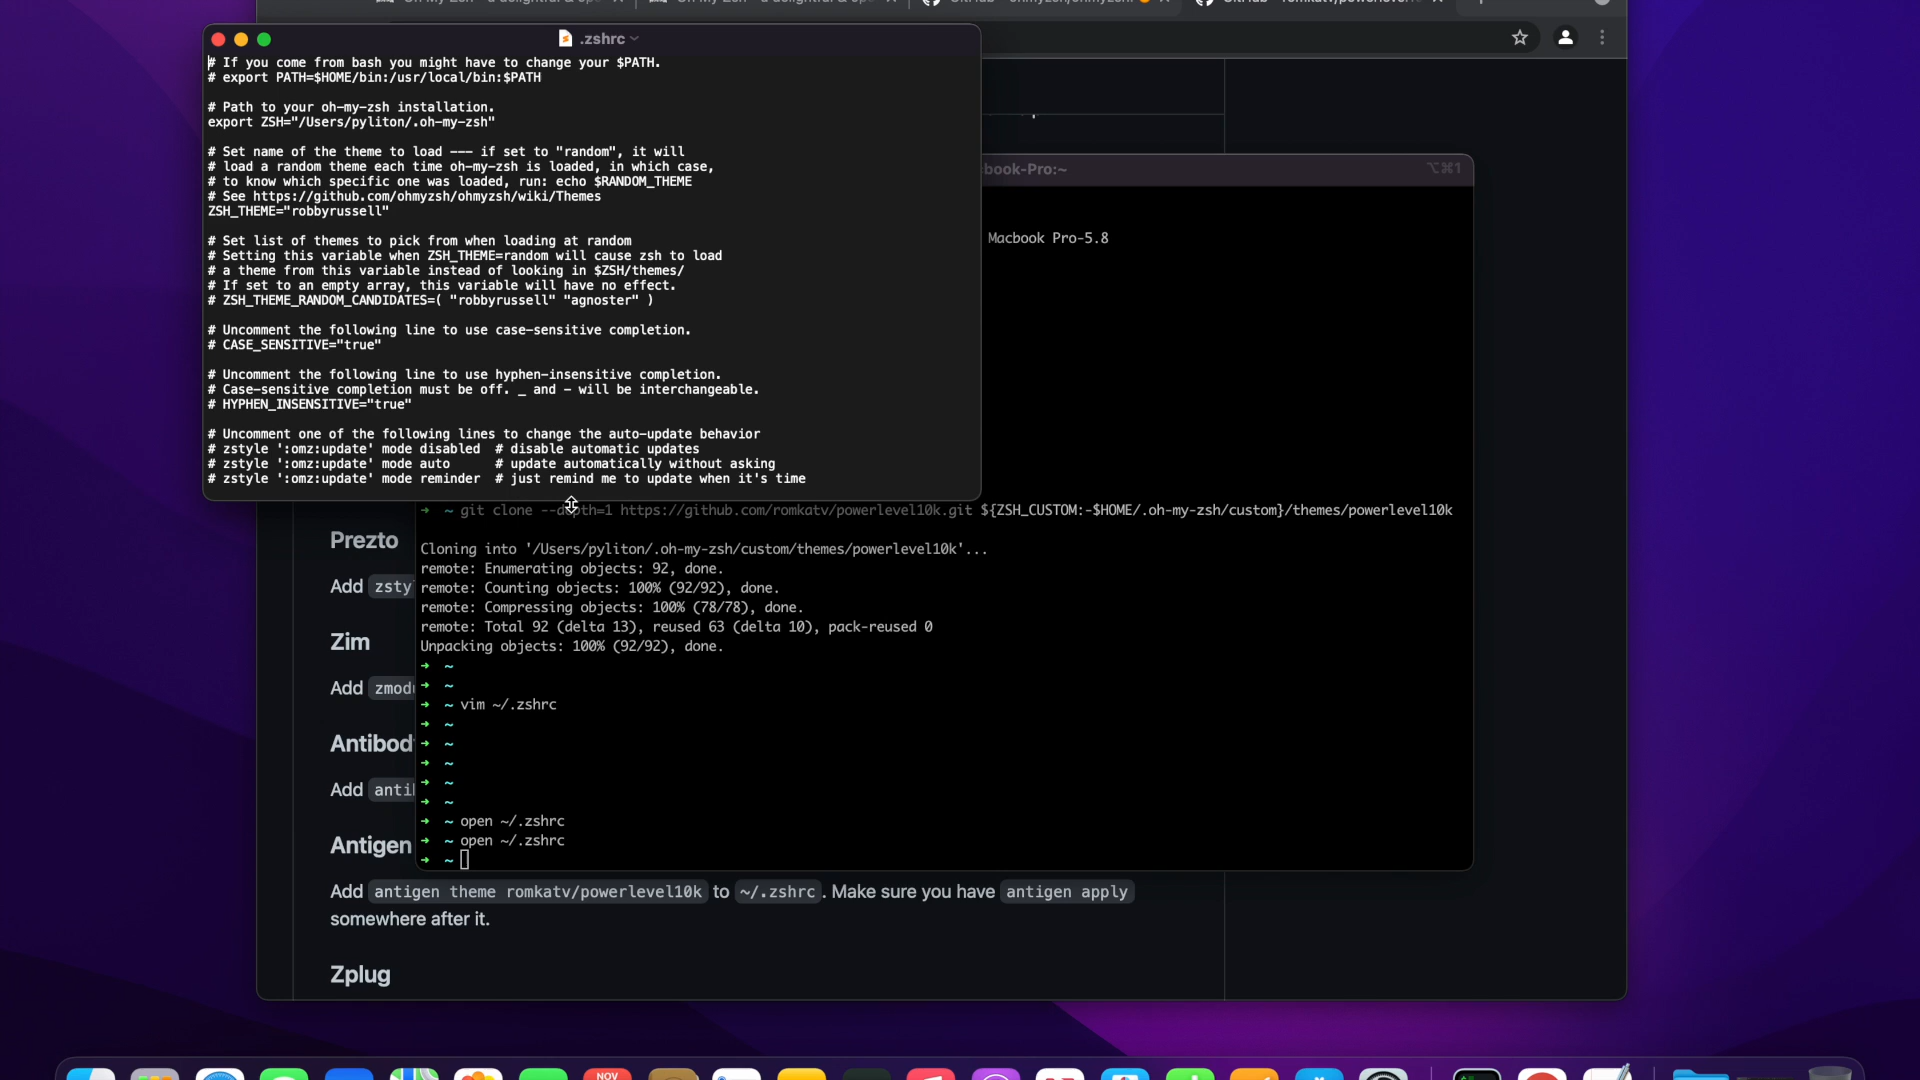 .zshrc
# If you come from bash you might have to change your $PATH.
# export PATH=$HOME/bin:/usr/local/bin:$PATH
# Path to your oh-my-zsh installation.
export ZSH="/Users/pyliton/.oh-my-zsh"
# Set name of the theme to load --- if set to "random", it will
# load a random theme each time oh-my-zsh is loaded, in which case,
# to know which specific one was loaded, run: echo $RANDOM_THEME
# See https://github.com/ohmyzsh/ohmyzsh/wiki/Themes
ZSH_THEME="robbyrussell"
# Set list of themes to pick from when loading at random
# Setting this variable when ZSH_THEME=random will cause zsh to load
# a theme from this variable instead of looking in $ZSH/themes/
# If set to an empty array, this variable will have no effect.
# ZSH_THEME_RANDOM_CANDIDATES=( "robbyrussell" "agnoster" )
# Uncomment the following line to use case-sensitive completion.
# CASE_SENSITIVE="true"
# Uncomment the following line to use hyphen-insensitive completion.
# Case-sensitive completion must be off. _ and - will be interchangeable.
# HYPHEN_INSENSITIVE="true"
# Uncomment one of the following lines to change the auto-update behavior
# zstyle ':omz:update' mode disabled  # disable automatic updates
# zstyle ':omz:update' mode auto      # update automatically without asking
# zstyle ':omz:update' mode reminder  # just remind me to update when it's time
book-Pro:~
⌥⌘1
Macbook Pro-5.8
➜ ~ git clone --depth=1 https://github.com/romkatv/powerlevel10k.git ${ZSH_CUSTOM:-$HOME/.oh-my-zsh/custom}/themes/powerlevel10k
Cloning into '/Users/pyliton/.oh-my-zsh/custom/themes/powerlevel10k'...
remote: Enumerating objects: 92, done.
remote: Counting objects: 100% (92/92), done.
remote: Compressing objects: 100% (78/78), done.
remote: Total 92 (delta 13), reused 63 (delta 10), pack-reused 0
Unpacking objects: 100% (92/92), done.
➜ ~
➜ ~
➜ ~ vim ~/.zshrc
➜ ~
➜ ~
➜ ~
➜ ~
➜ ~
➜ ~ open ~/.zshrc
➜ ~ open ~/.zshrc
➜ ~
Prezto
Add zsty
Zim
Add zmod
Antibod
Add anti
Antigen
Add antigen theme romkatv/powerlevel10k to ~/.zshrc. Make sure you have antigen apply
somewhere after it.
Zplug
NOV